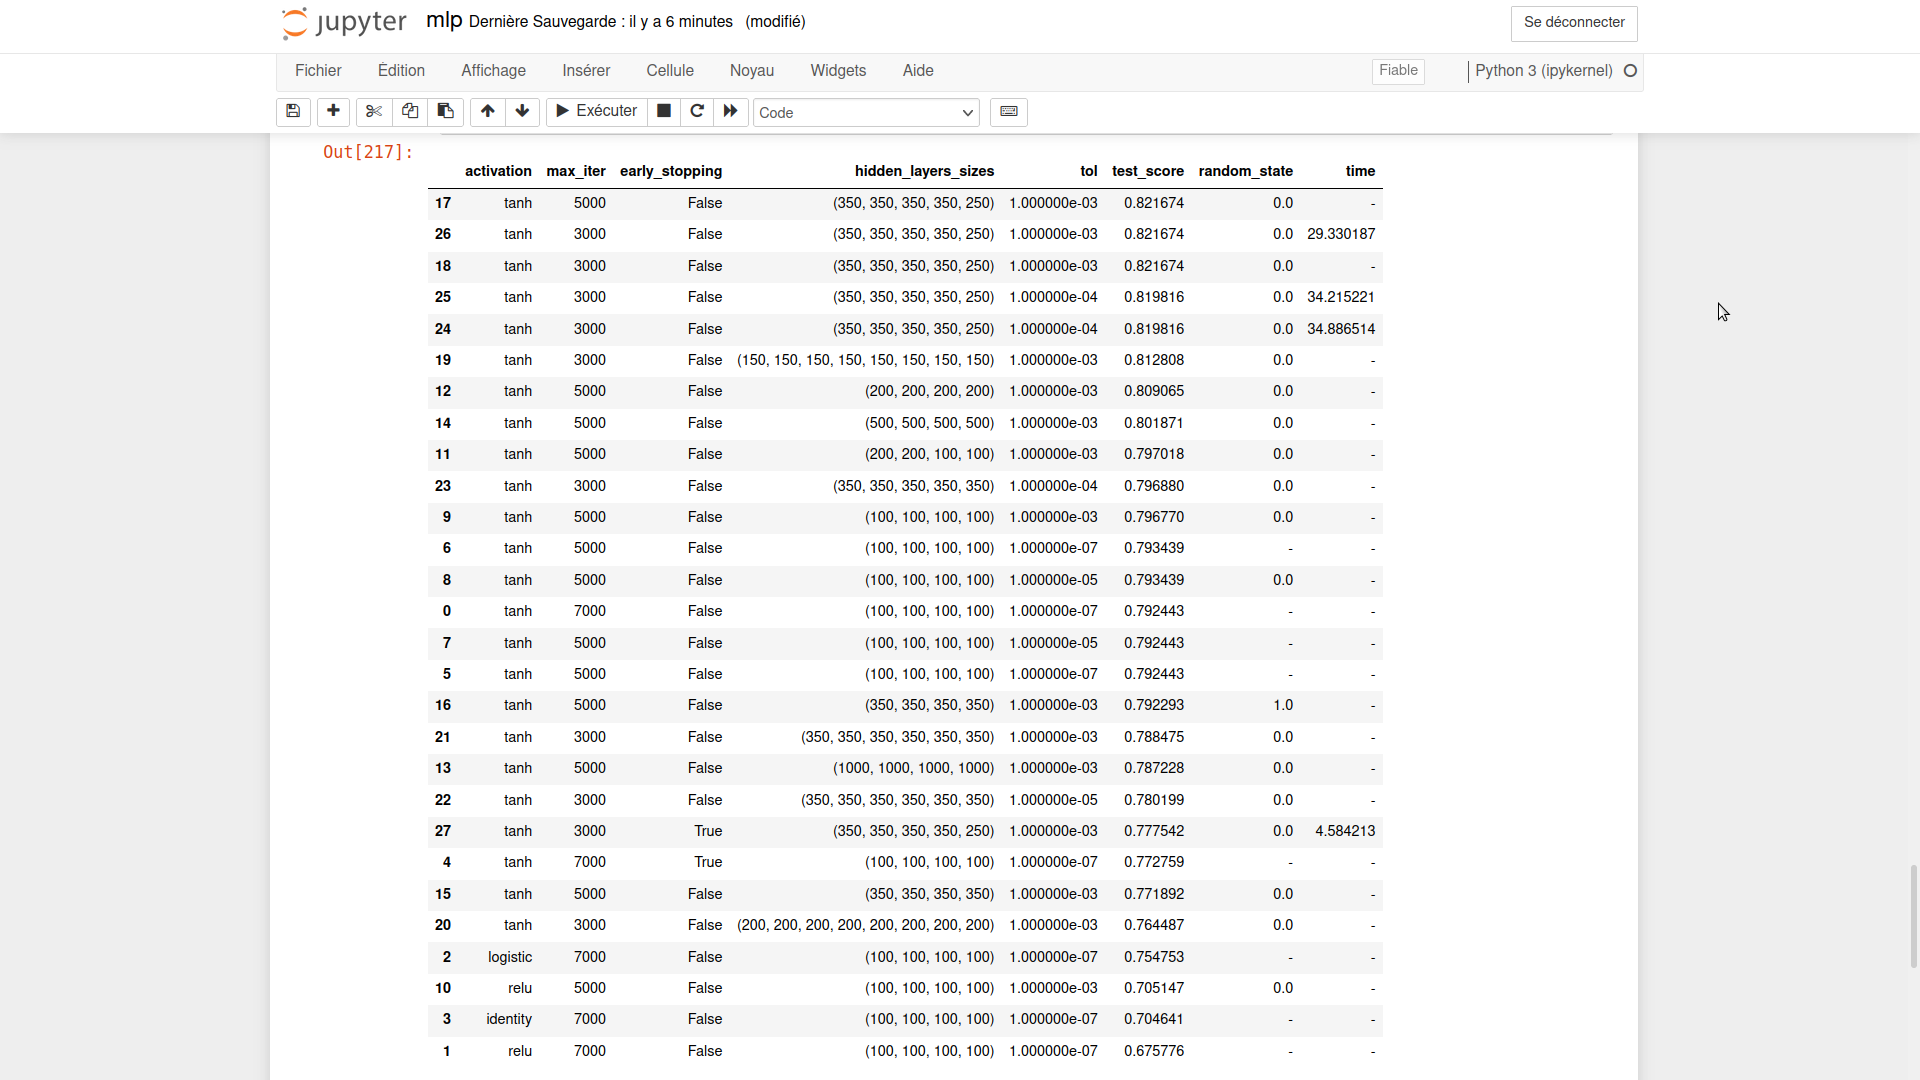 jupyter mlp Dernière Sauvegarde : il y a 6 minutes (modifié) Se déconnecter
Fichier Édition Affichage Insérer Cellule Noyau Widgets Aide Fiable Python 3 (ipykernel)
Exécuter Code
Out[217]:
activation max_iter early_stopping hidden_layers_sizes tol test_score random_state time
17 tanh 5000 False (350, 350, 350, 350, 250) 1.000000e-03 0.821674 0.0 -
26 tanh 3000 False (350, 350, 350, 350, 250) 1.000000e-03 0.821674 0.0 29.330187
18 tanh 3000 False (350, 350, 350, 350, 250) 1.000000e-03 0.821674 0.0 -
25 tanh 3000 False (350, 350, 350, 350, 250) 1.000000e-04 0.819816 0.0 34.215221
24 tanh 3000 False (350, 350, 350, 350, 250) 1.000000e-04 0.819816 0.0 34.886514
19 tanh 3000 False (150, 150, 150, 150, 150, 150, 150, 150) 1.000000e-03 0.812808 0.0 -
12 tanh 5000 False (200, 200, 200, 200) 1.000000e-03 0.809065 0.0 -
14 tanh 5000 False (500, 500, 500, 500) 1.000000e-03 0.801871 0.0 -
11 tanh 5000 False (200, 200, 100, 100) 1.000000e-03 0.797018 0.0 -
23 tanh 3000 False (350, 350, 350, 350, 350) 1.000000e-04 0.796880 0.0 -
9 tanh 5000 False (100, 100, 100, 100) 1.000000e-03 0.796770 0.0 -
6 tanh 5000 False (100, 100, 100, 100) 1.000000e-07 0.793439 - -
8 tanh 5000 False (100, 100, 100, 100) 1.000000e-05 0.793439 0.0 -
0 tanh 7000 False (100, 100, 100, 100) 1.000000e-07 0.792443 - -
7 tanh 5000 False (100, 100, 100, 100) 1.000000e-05 0.792443 - -
5 tanh 5000 False (100, 100, 100, 100) 1.000000e-07 0.792443 - -
16 tanh 5000 False (350, 350, 350, 350) 1.000000e-03 0.792293 1.0 -
21 tanh 3000 False (350, 350, 350, 350, 350, 350) 1.000000e-03 0.788475 0.0 -
13 tanh 5000 False (1000, 1000, 1000, 1000) 1.000000e-03 0.787228 0.0 -
22 tanh 3000 False (350, 350, 350, 350, 350, 350) 1.000000e-05 0.780199 0.0 -
27 tanh 3000 True (350, 350, 350, 350, 250) 1.000000e-03 0.777542 0.0 4.584213
4 tanh 7000 True (100, 100, 100, 100) 1.000000e-07 0.772759 - -
15 tanh 5000 False (350, 350, 350, 350) 1.000000e-03 0.771892 0.0 -
20 tanh 3000 False (200, 200, 200, 200, 200, 200, 200, 200) 1.000000e-03 0.764487 0.0 -
2 logistic 7000 False (100, 100, 100, 100) 1.000000e-07 0.754753 - -
10 relu 5000 False (100, 100, 100, 100) 1.000000e-03 0.705147 0.0 -
3 identity 7000 False (100, 100, 100, 100) 1.000000e-07 0.704641 - -
1 relu 7000 False (100, 100, 100, 100) 1.000000e-07 0.675776 - -